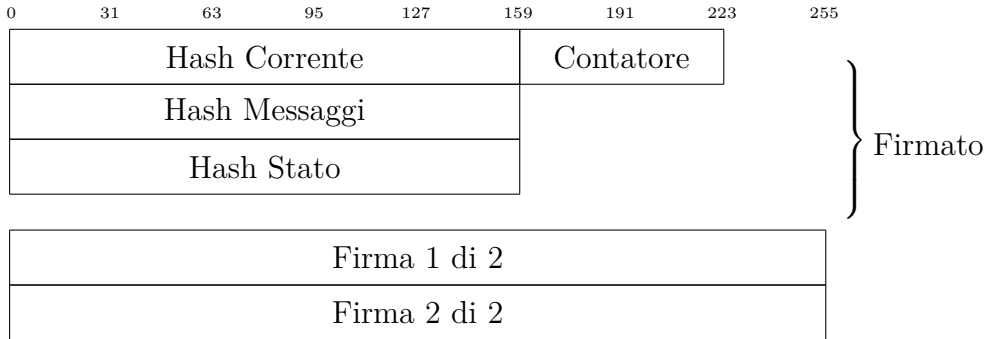 0 31 63 95 127 159 191 223 255
Hash Corrente Contatore
Hash Messaggi
Hash Stato
Firmato
Firma 1 di 2
Firma 2 di 2